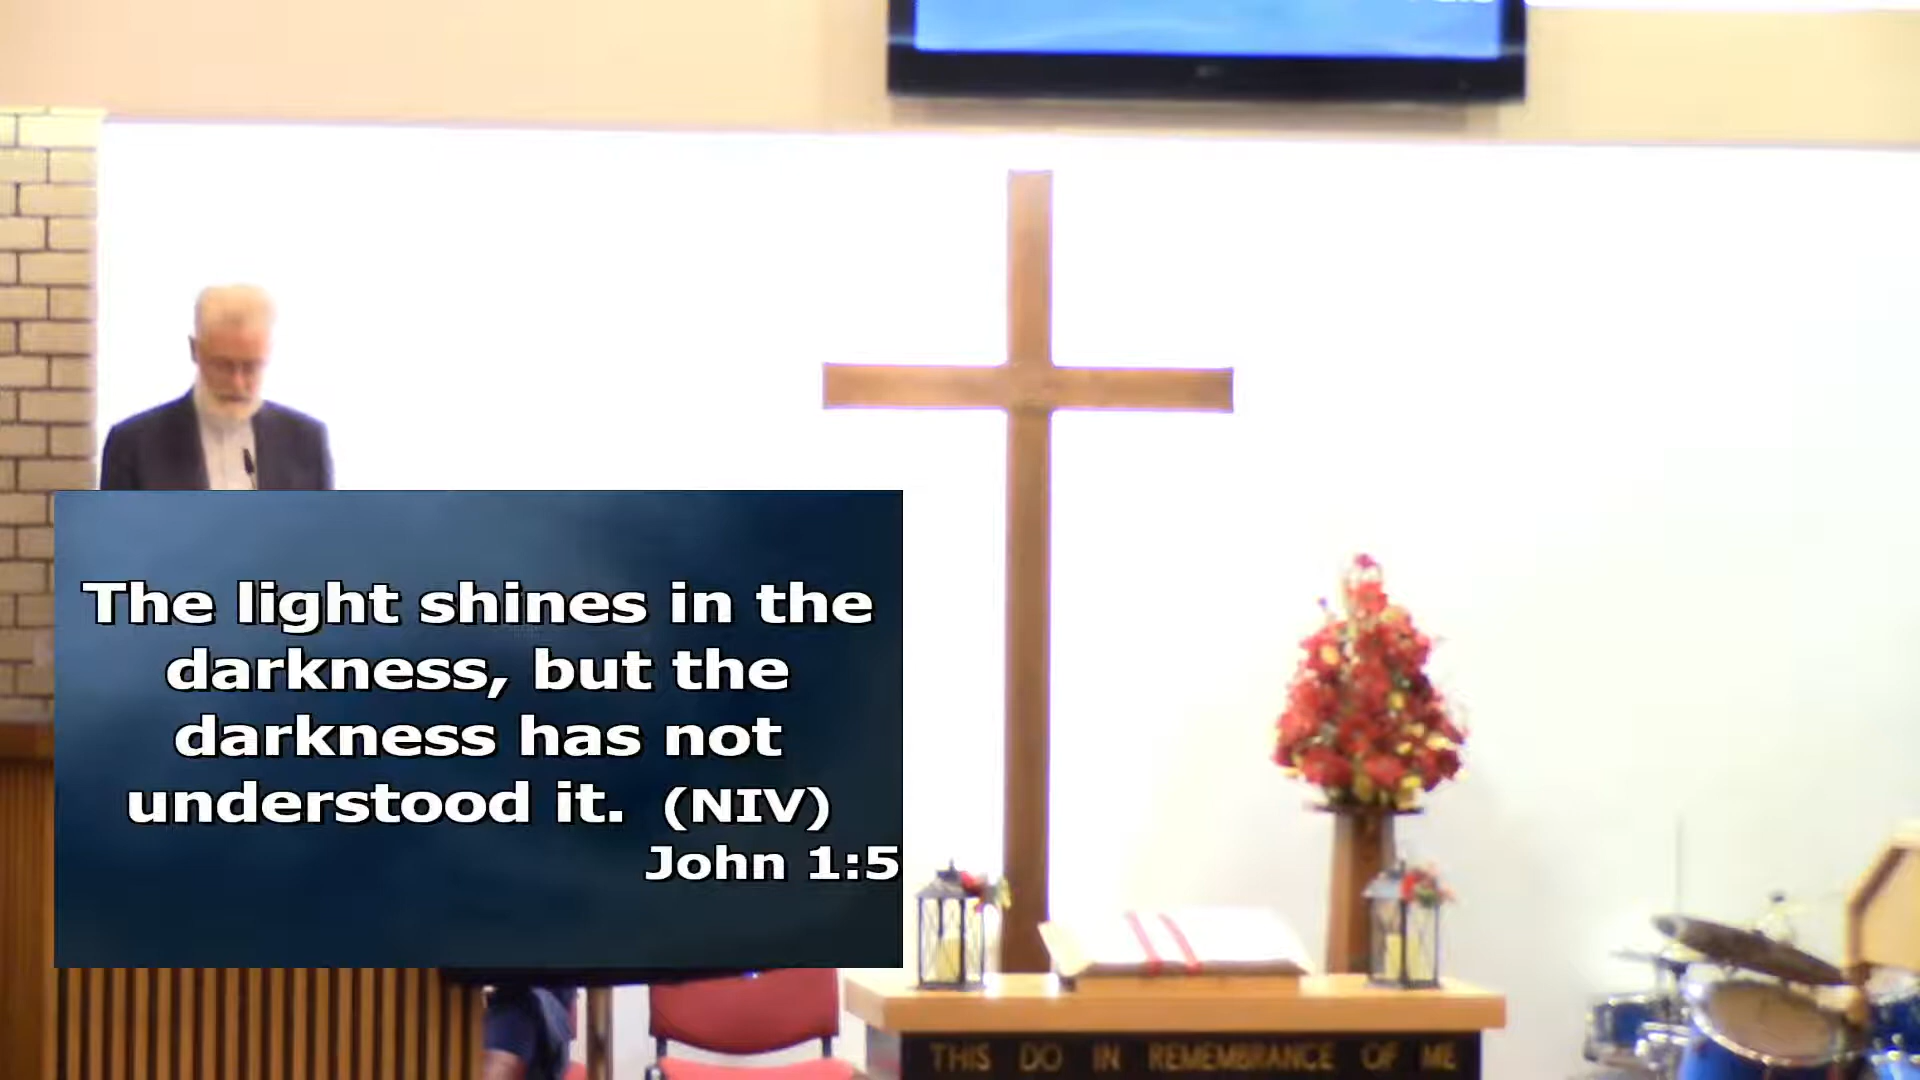 The light shines in the
darkness, but the
darkness has not
understood it. (NIV)
John 1:5
THIS DO IN REMEMBRANCE OF ME